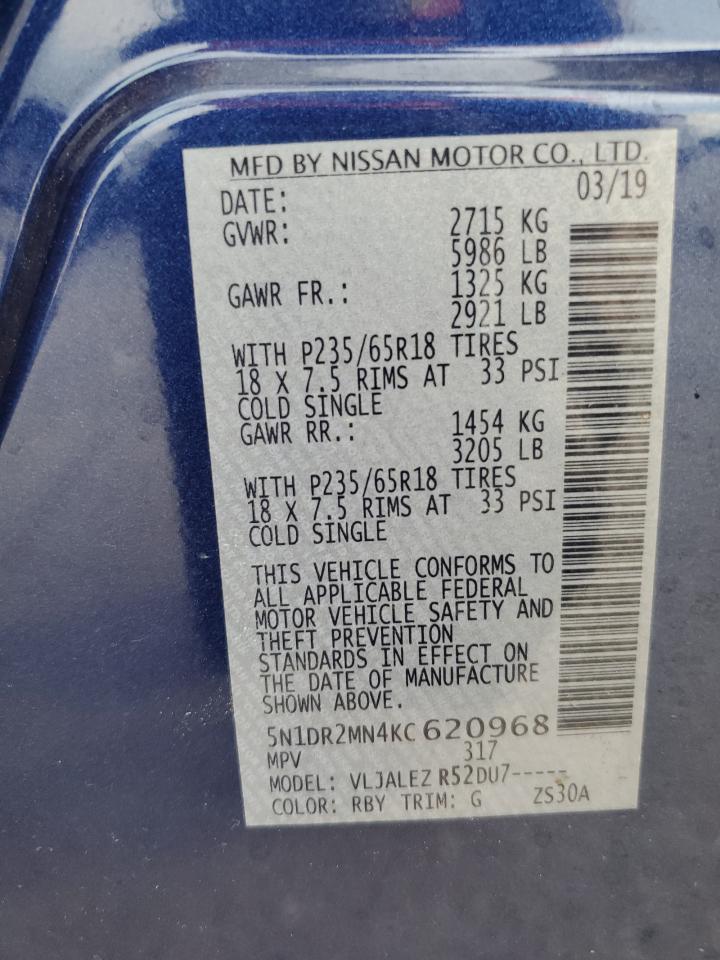 MFD BY NISSAN MOTOR CO., LTD.
DATE: 03/19
GVWR: 2715 KG
5986 LB
GAWR FR.: 1325 KG
2921 LB
WITH P235/65R18 TIRES
18 X 7.5 RIMS AT 33 PSI
COLD SINGLE
GAWR RR.: 1454 KG
3205 LB
WITH P235/65R18 TIRES
18 X 7.5 RIMS AT 33 PSI
COLD SINGLE
THIS VEHICLE CONFORMS TO
ALL APPLICABLE FEDERAL
MOTOR VEHICLE SAFETY AND
THEFT PREVENTION
STANDARDS IN EFFECT ON
THE DATE OF MANUFACTURE
SHOWN ABOVE.
5N1DR2MN4KC620968
MPV 317
MODEL: VLJALEZ R52DU7-----
COLOR: RBY TRIM: G ZS30A